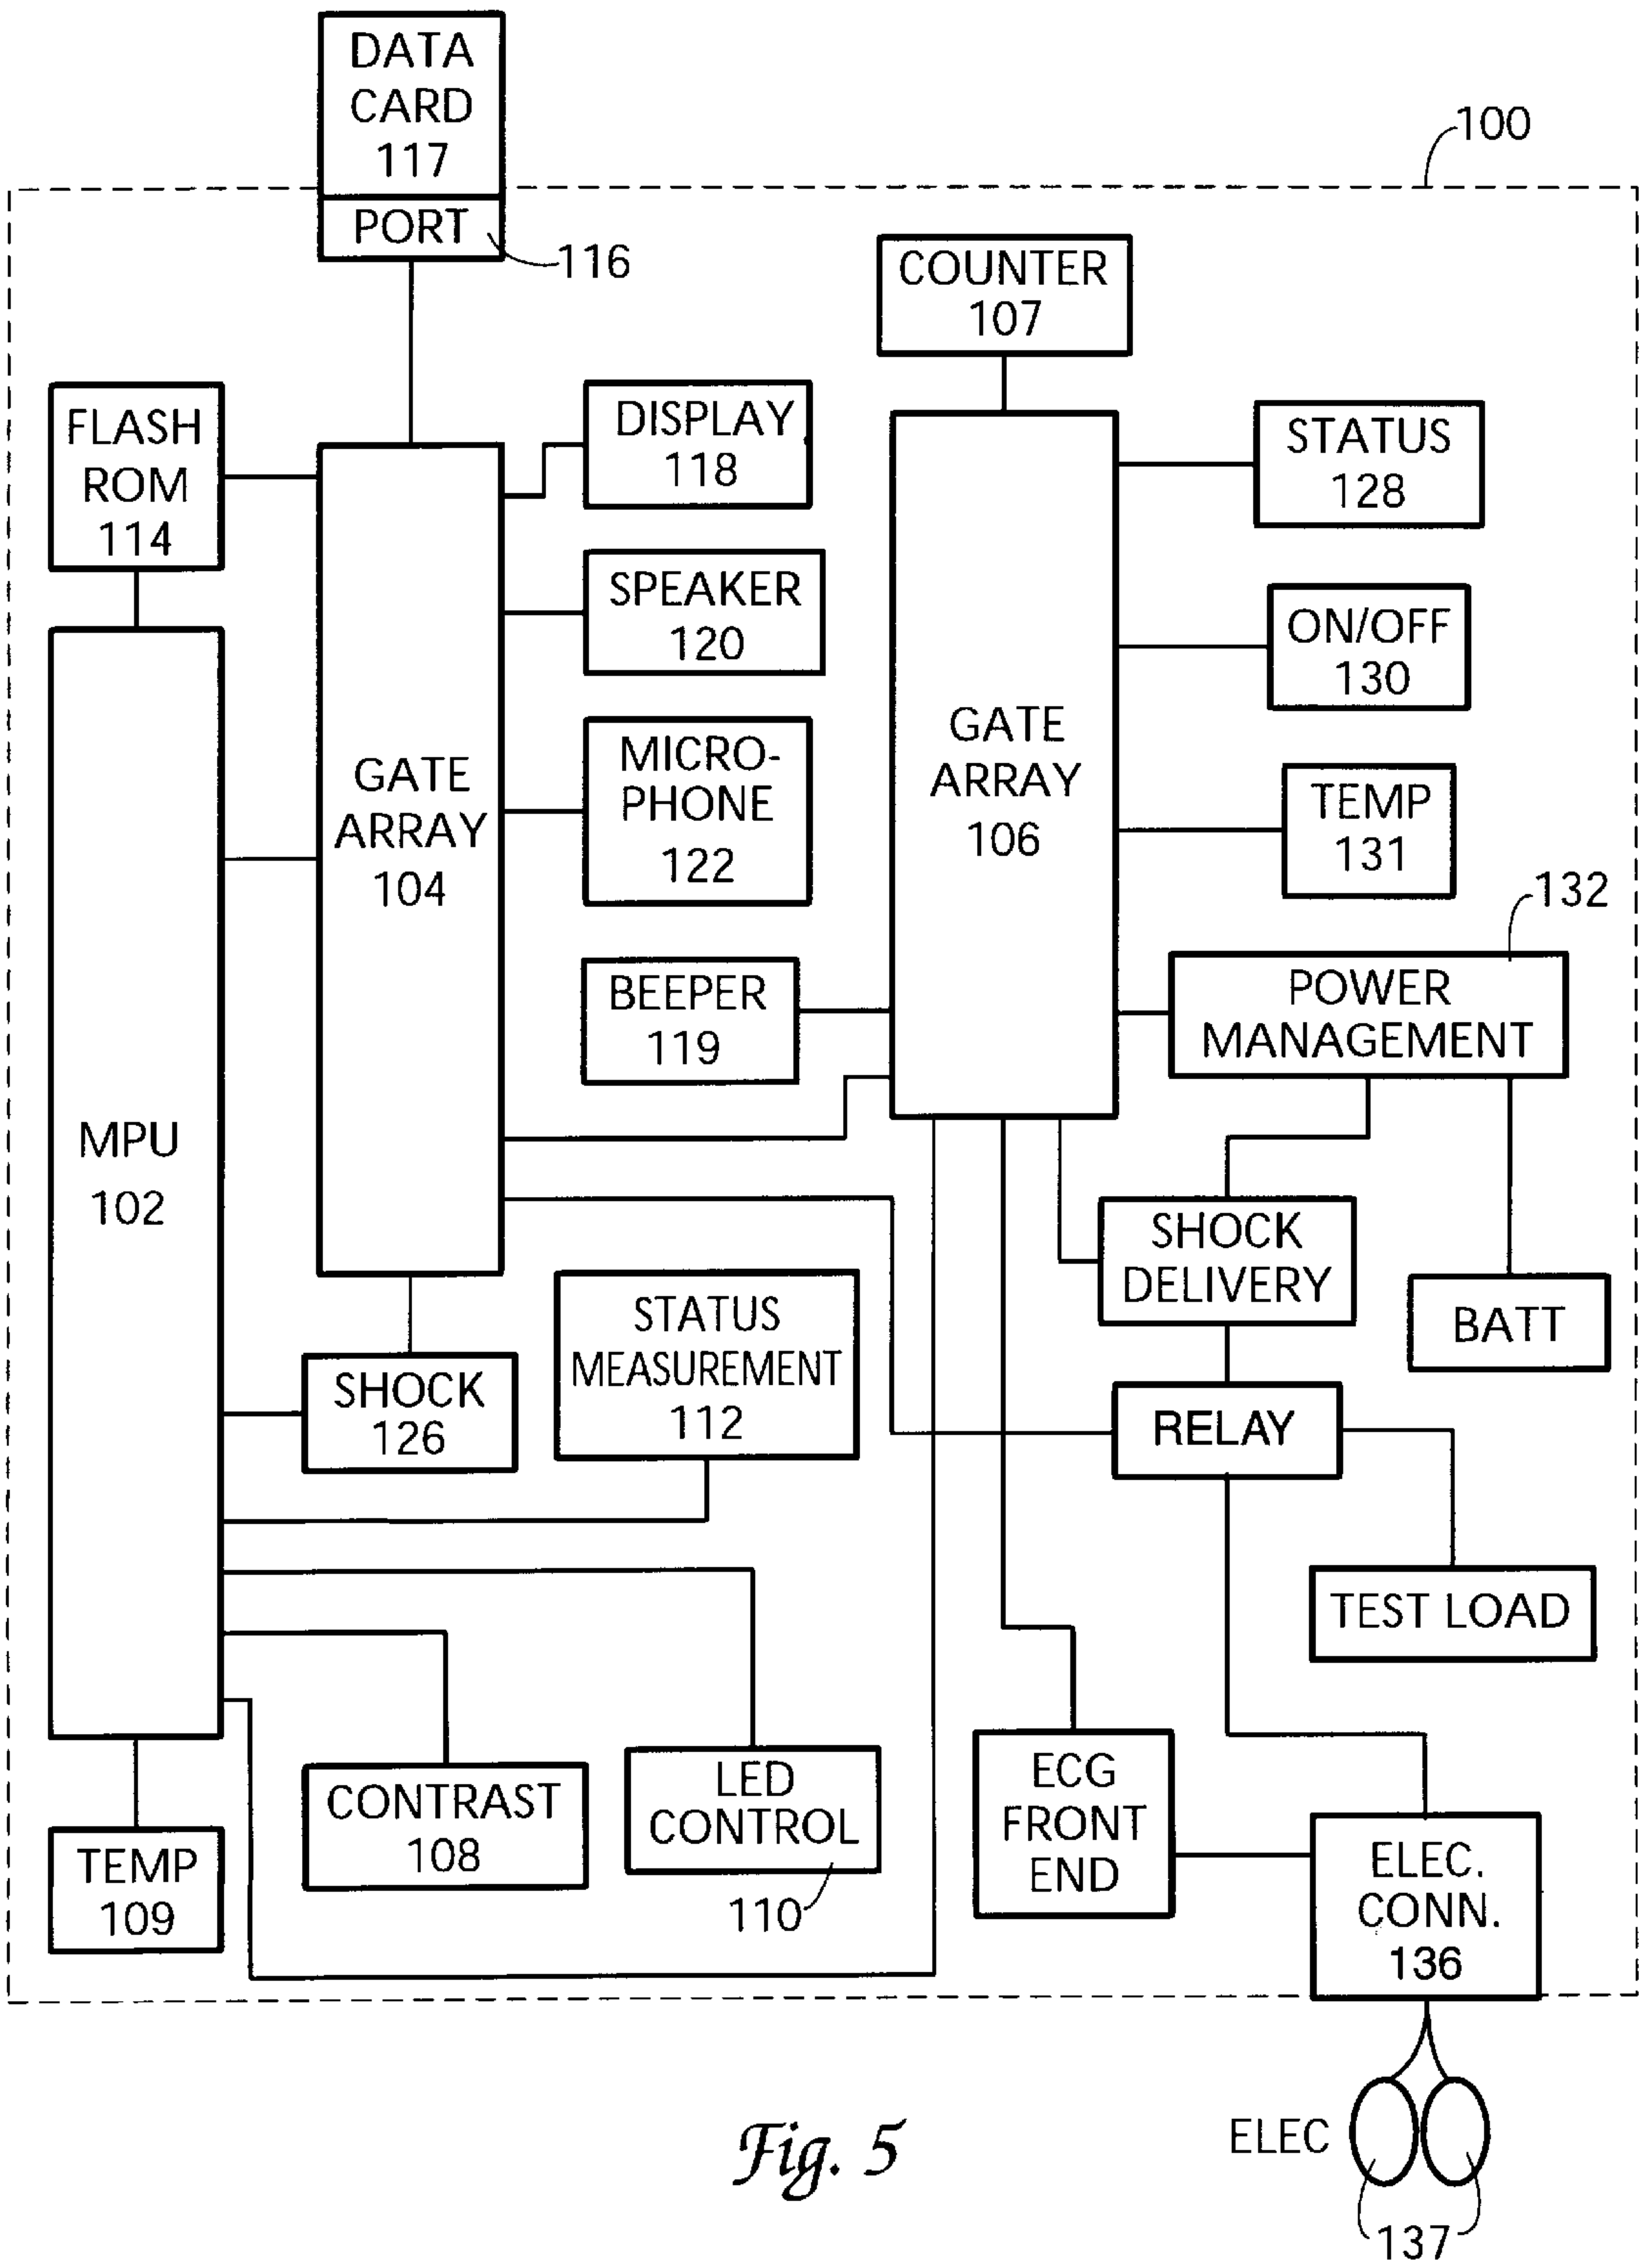 DATA
CARD
117
PORT
116
100
COUNTER
107
FLASH
ROM
114
DISPLAY
118
STATUS
128
SPEAKER
120
ON/OFF
130
GATE
ARRAY
104
MICRO-
PHONE
122
GATE
ARRAY
106
TEMP
131
132
BEEPER
119
POWER
MANAGEMENT
MPU
102
SHOCK
DELIVERY
BATT
STATUS
MEASUREMENT
112
SHOCK
126
RELAY
TEST LOAD
CONTRAST
108
LED
CONTROL
110
ECG
FRONT
END
TEMP
109
ELEC.
CONN.
136
ELEC
137
Fig. 5